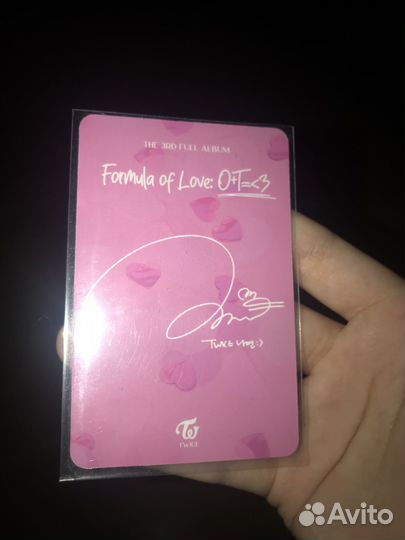 THE 3RD FULL ALBUM
Formula of Love: O+T=<3
TWICE
Avito